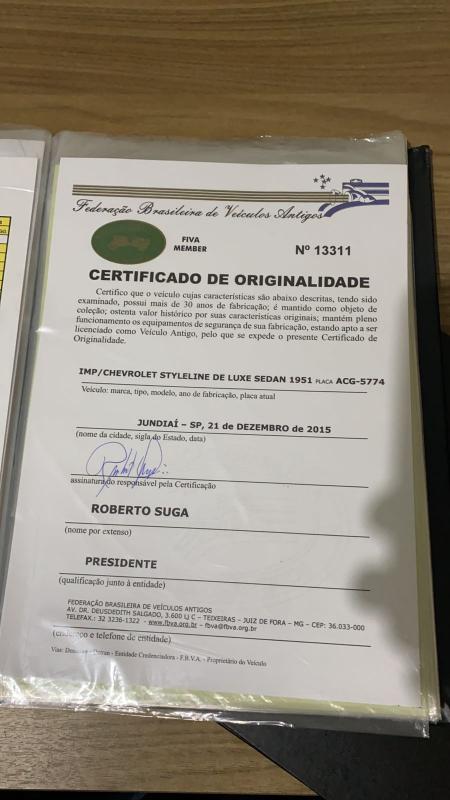 Federação Brasileira de Veículos Antigos
FIVA
MEMBER
Nº 13311
CERTIFICADO DE ORIGINALIDADE
Certifico que o veículo cujas características são abaixo descritas, tendo sido
examinado, possui mais de 30 anos de fabricação; é mantido como objeto de
coleção; ostenta valor histórico por suas características originais; mantém pleno
funcionamento os equipamentos de segurança de sua fabricação, estando apto a ser
licenciado como Veículo Antigo, pelo que se expede o presente Certificado de
Originalidade.
IMP/CHEVROLET STYLELINE DE LUXE SEDAN 1951 PLACA ACG-5774
Veículo: marca, tipo, modelo, ano de fabricação, placa atual
JUNDIAÍ – SP, 21 DE DEZEMBRO DE 2015
(nome da cidade, sigla do Estado, data)
assinatura do responsável pela Certificação
ROBERTO SUGA
(nome por extenso)
PRESIDENTE
(qualificação junto à entidade)
FEDERAÇÃO BRASILEIRA DE VEÍCULOS ANTIGOS
AV. DR. DEUSDEDITH SALGADO, 3.600 LJ C – TEIXEIRAS – JUIZ DE FORA – MG – CEP: 36.033-000
TELEFAX.: 32 3236-1322 - www.fbva.org.br – fbva@fbva.org.br
(endereço e telefone de entidade)
Vias: Denatran - Detran - Entidade Credenciadora - F.B.V.A. - Proprietário do Veículo